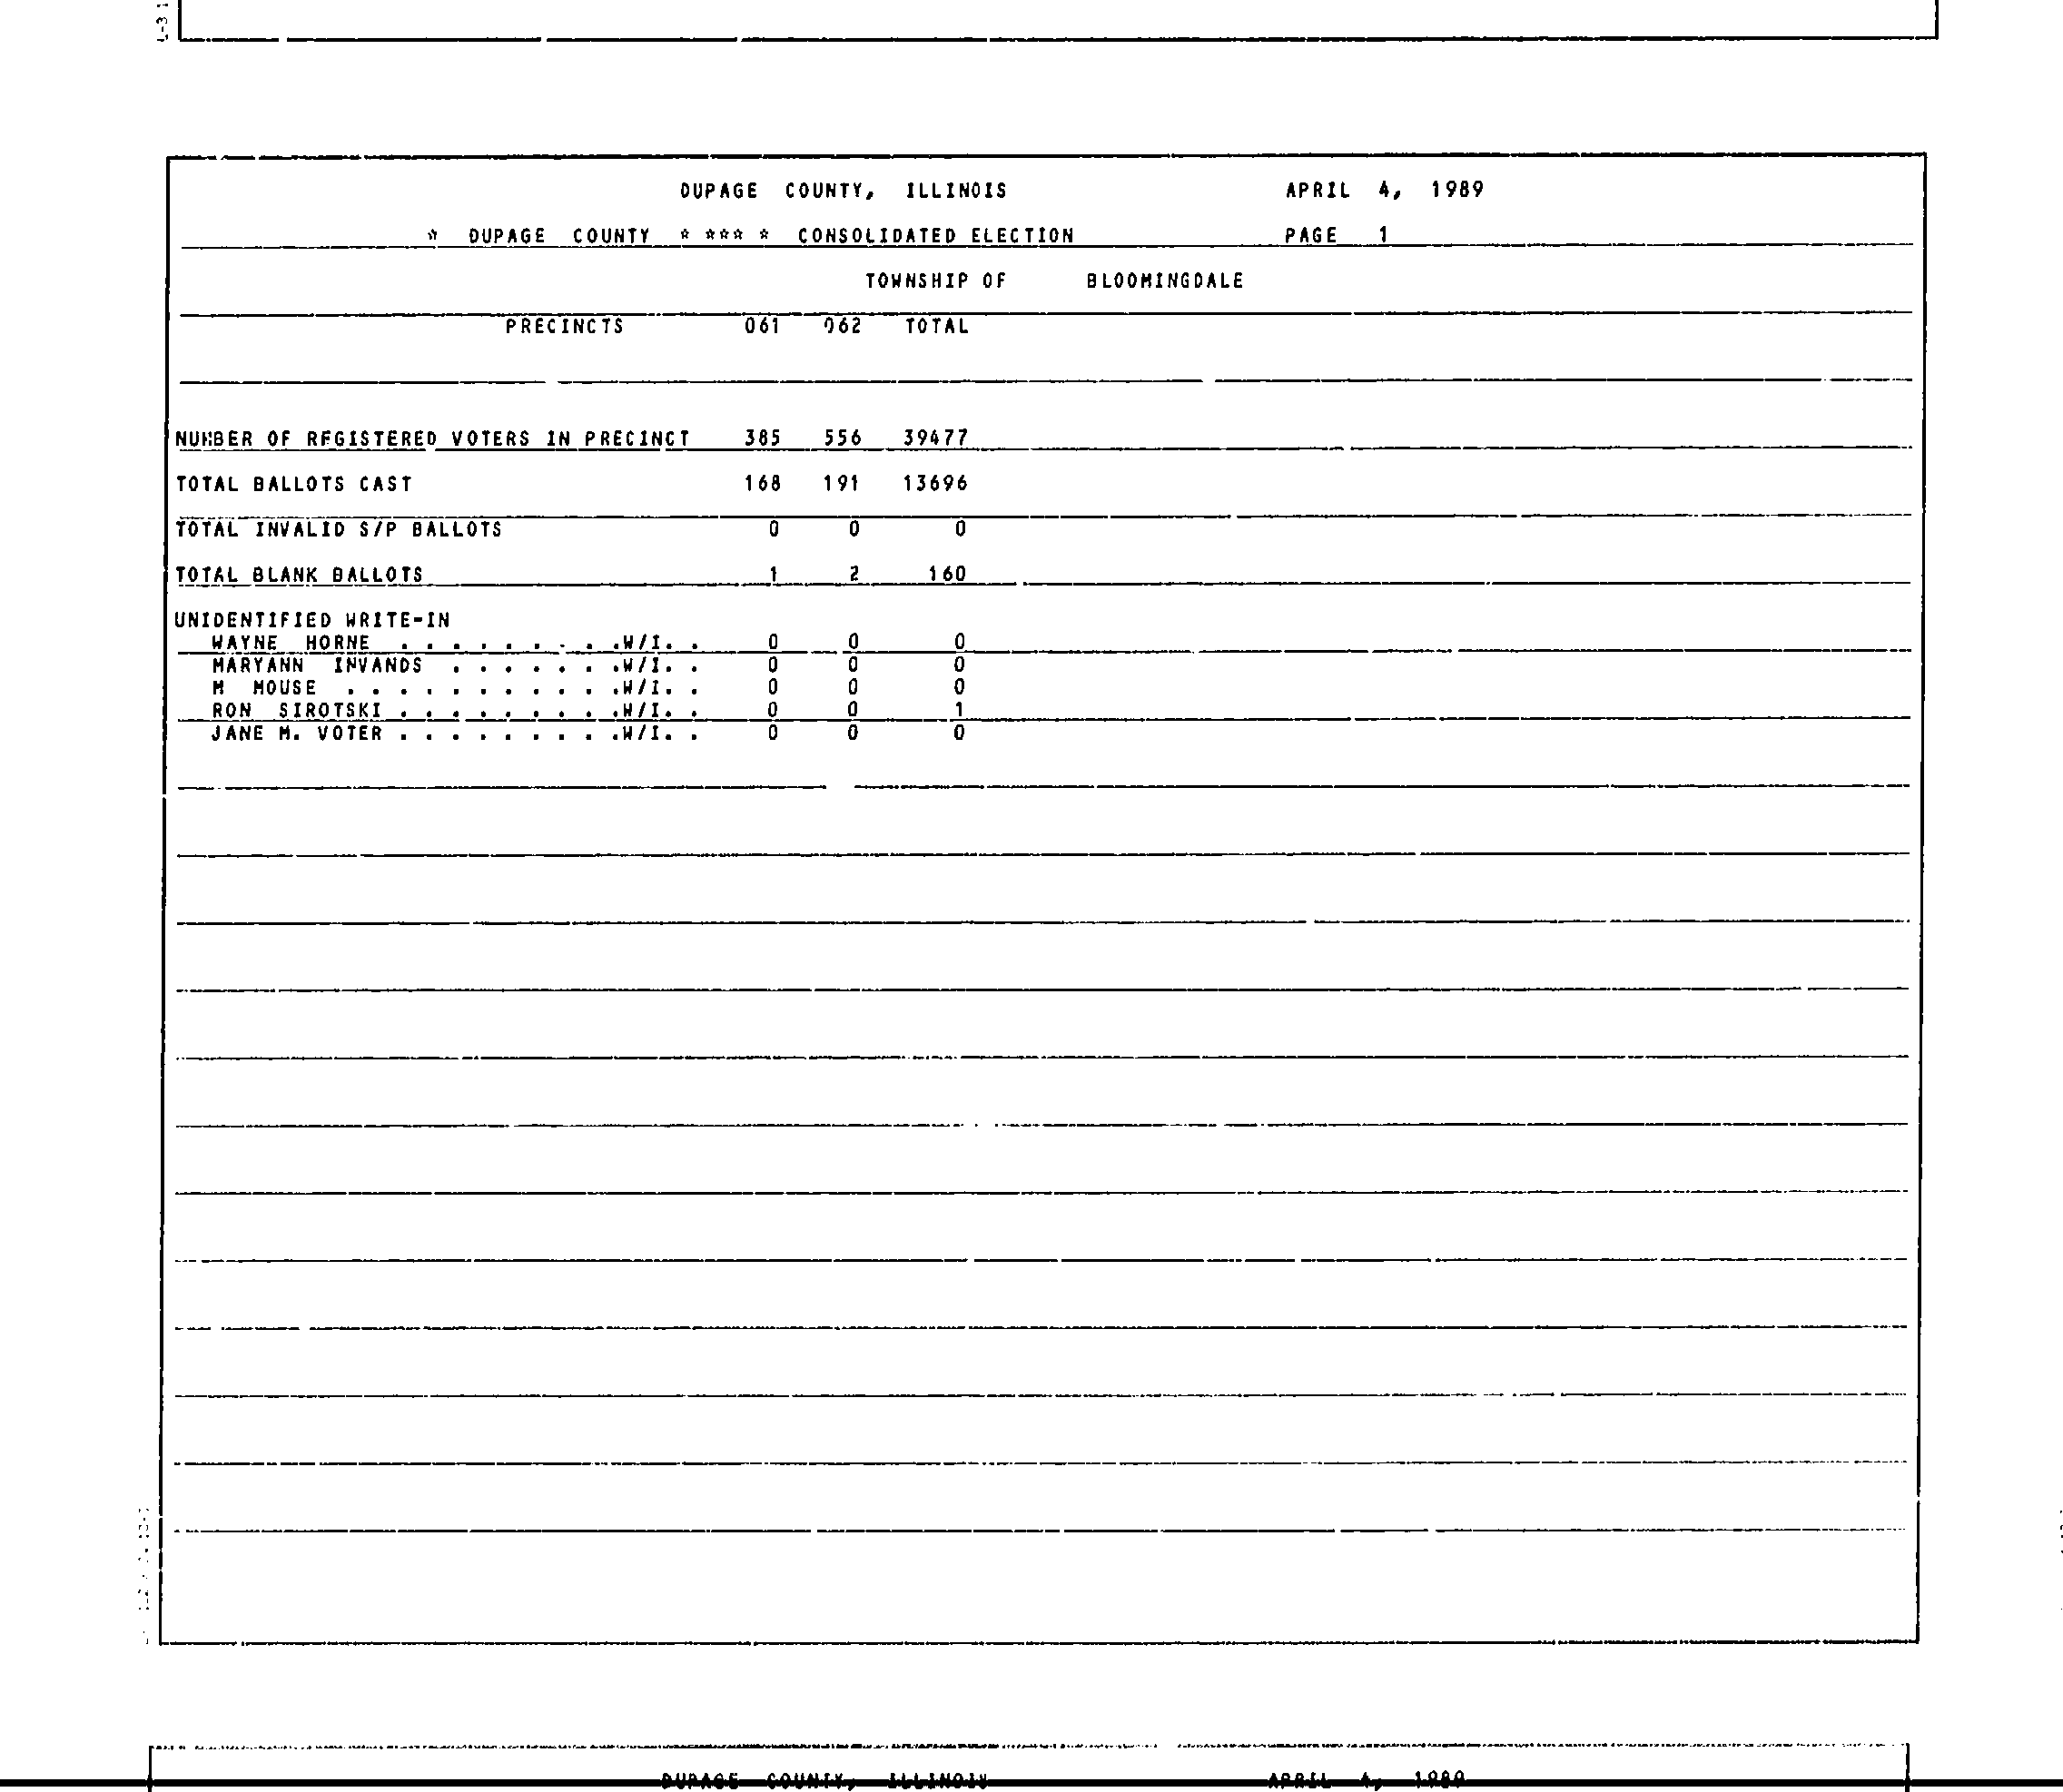 L-31
DUPAGE COUNTY, ILLINOIS APRIL 4, 1989
* DUPAGE COUNTY * *** * CONSOLIDATED ELECTION PAGE 1
TOWNSHIP OF BLOOMINGDALE
PRECINCTS 061 062 TOTAL
NUMBER OF REGISTERED VOTERS IN PRECINCT 385 556 39477
TOTAL BALLOTS CAST 168 191 13696
TOTAL INVALID S/P BALLOTS 0 0 0
TOTAL BLANK BALLOTS 1 2 160
UNIDENTIFIED WRITE-IN
WAYNE HORNE . . . . . . . . .W/I. . 0 0 0
MARYANN INVANDS . . . . . . .W/I. . 0 0 0
M MOUSE . . . . . . . . . . .W/I. . 0 0 0
RON SIROTSKI . . . . . . . . .W/I. . 0 0 1
JANE M. VOTER . . . . . . . . .W/I. . 0 0 0
DUPAGE COUNTY, ILLINOIS APRIL 4, 1989